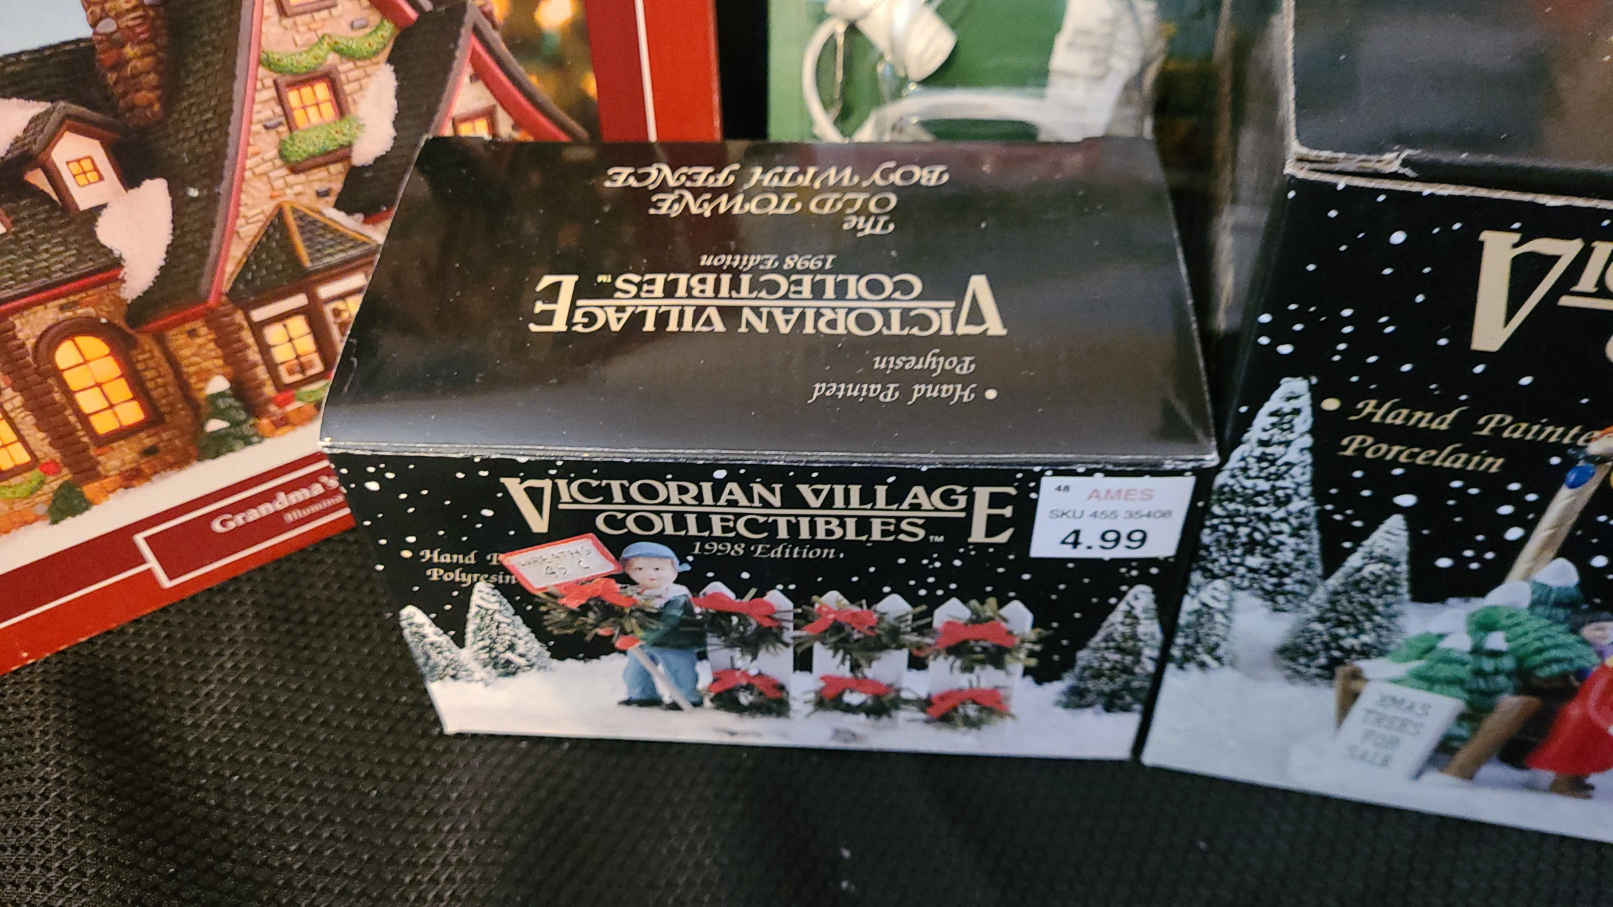 The
OLD TOWNE
BOY WITH FENCE
VICTORIAN VILLAGE
COLLECTIBLES™
1998 Edition
• Hand Painted
Polyresin
VICTORIAN VILLAGE
COLLECTIBLES™
1998 Edition
• Hand
Polyresin
48 AMES
SKU 455 35408
4.99
Grandma's
• Hand
Porcelain
XMAS
TREES
FOR
SALE